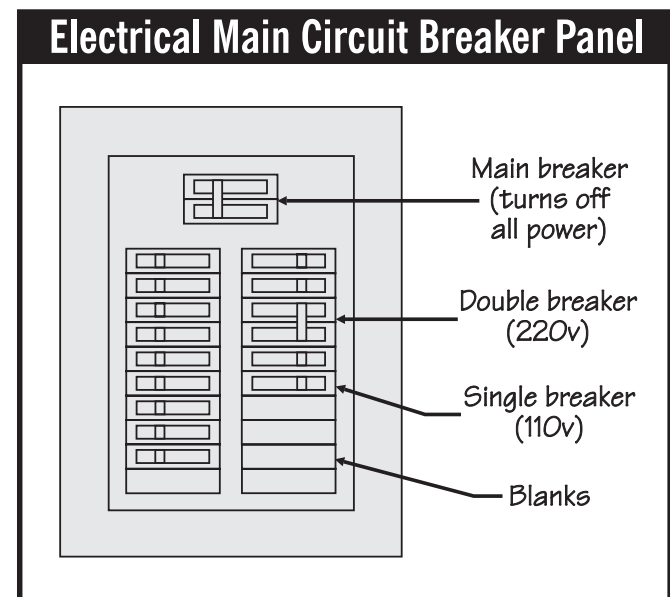 Electrical Main Circuit Breaker Panel
Main breaker
(turns off
all power)
Double breaker
(220v)
Single breaker
(110v)
Blanks